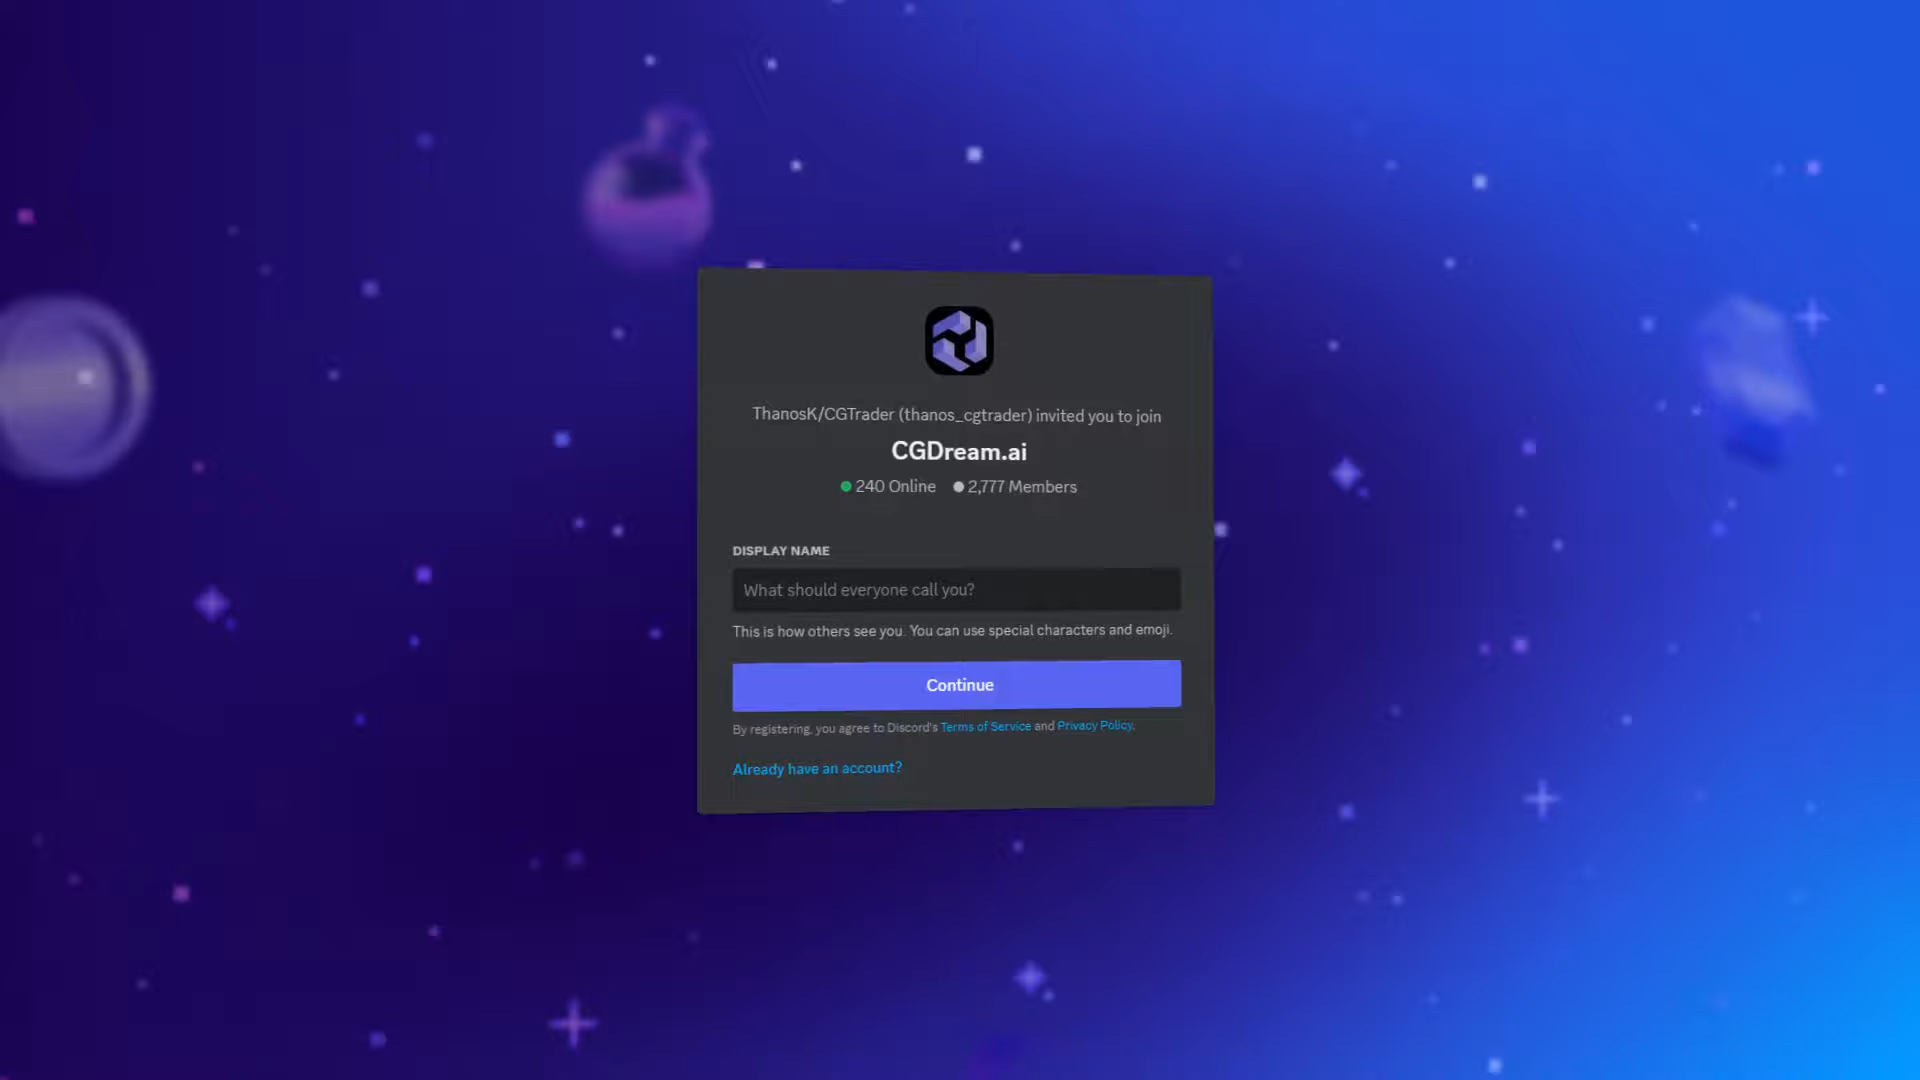 ThanosK/CGTrader (thanos_cgtrader) invited you to join
CGDream.ai
240 Online 2,777 Members
DISPLAY NAME
What should everyone call you?
This is how others see you. You can use special characters and emoji.
Continue
By registering, you agree to Discord's Terms of Service and Privacy Policy.
Already have an account?